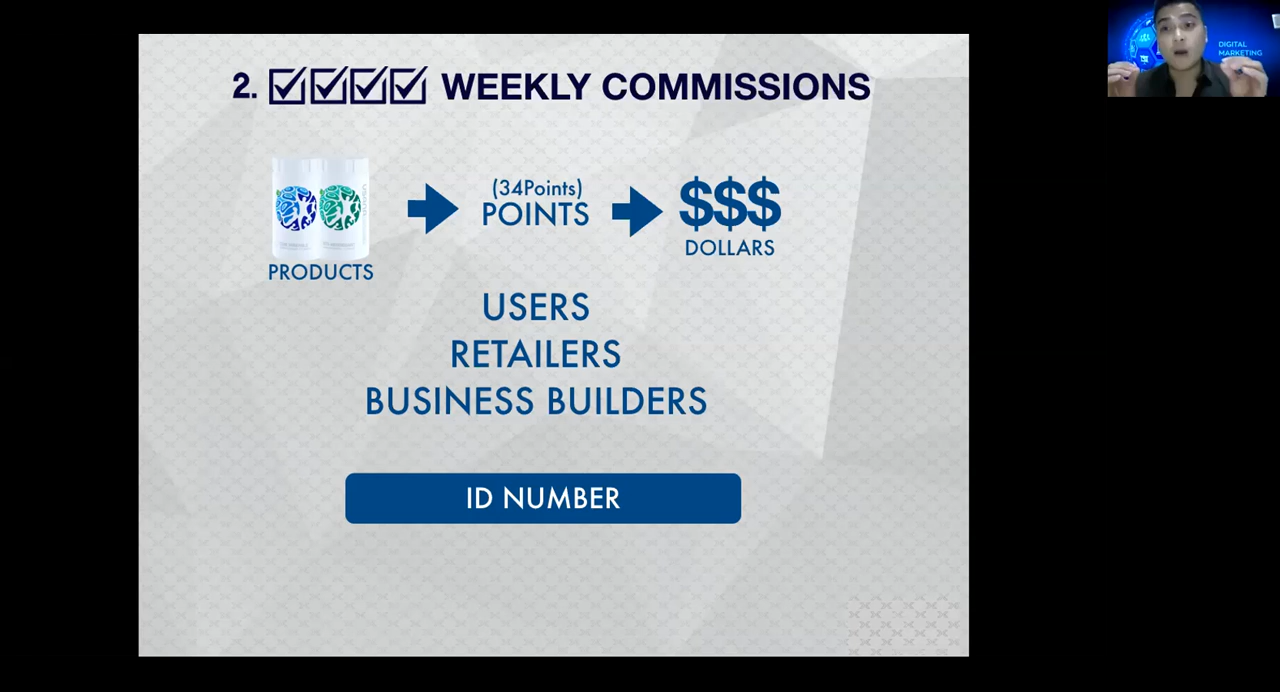 2. WEEKLY COMMISSIONS
(34Points)
POINTS
$$$
DOLLARS
PRODUCTS
USERS
RETAILERS
BUSINESS BUILDERS
ID NUMBER
DIGITAL
MARKETING